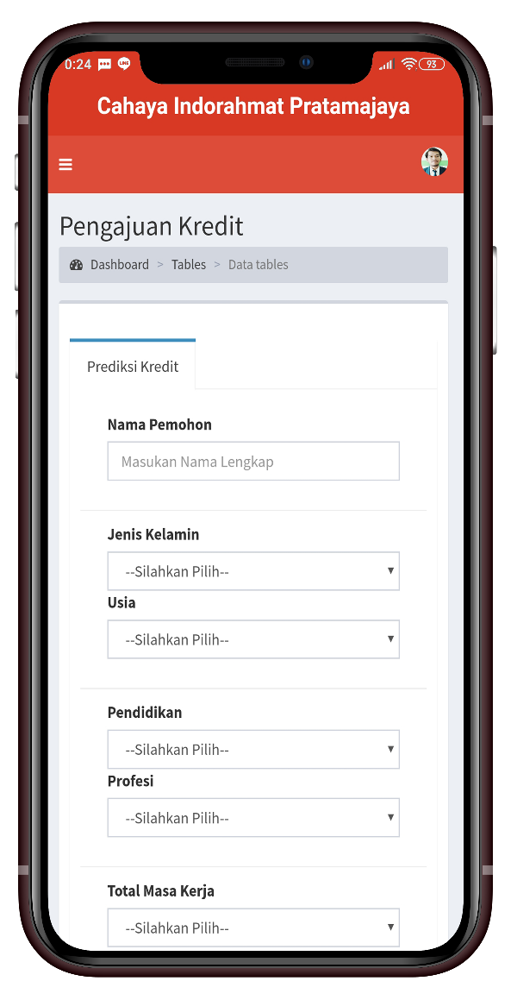 0:24 LINE 93
Cahaya Indorahmat Pratamajaya
Pengajuan Kredit
Dashboard > Tables > Data tables
Prediksi Kredit
Nama Pemohon
Masukan Nama Lengkap
Jenis Kelamin
--Silahkan Pilih--
Usia
--Silahkan Pilih--
Pendidikan
--Silahkan Pilih--
Profesi
--Silahkan Pilih--
Total Masa Kerja
--Silahkan Pilih--